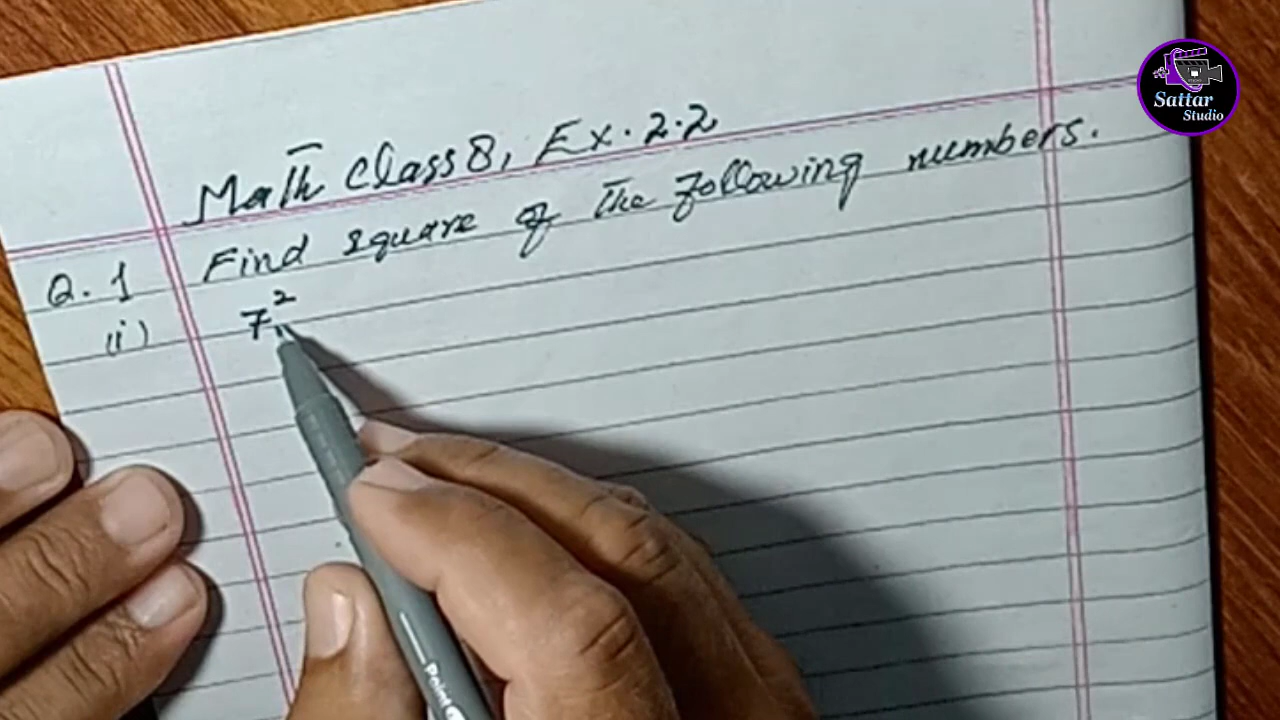 Math Class 8, Ex. 2.2
Q. 1 Find square of the following numbers.
(i) 7²
Sattar
Studio